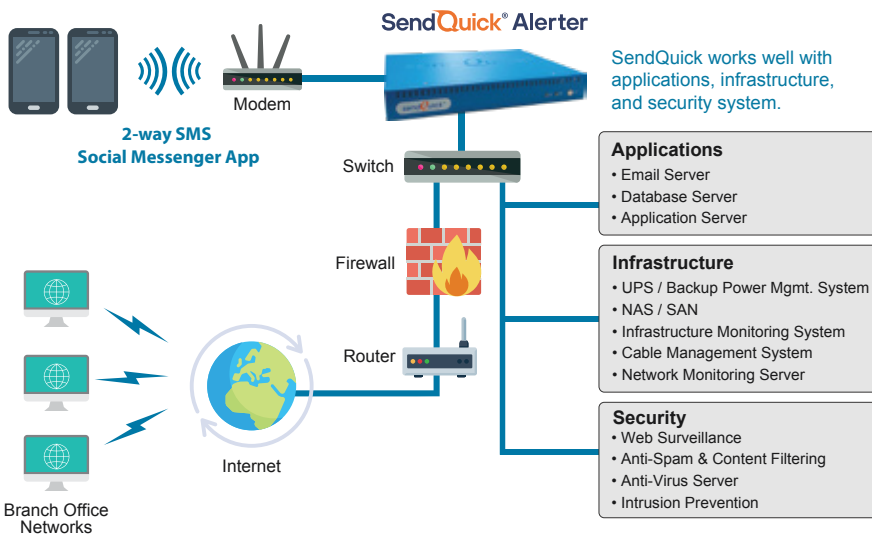 SendQuick® Alerter
SendQuick works well with
applications, infrastructure,
and security system.
Modem
2-way SMS
Social Messenger App
sendQuick
Switch
Applications
• Email Server
• Database Server
• Application Server
Firewall
Infrastructure
• UPS / Backup Power Mgmt. System
• NAS / SAN
• Infrastructure Monitoring System
• Cable Management System
• Network Monitoring Server
Router
Security
• Web Surveillance
• Anti-Spam & Content Filtering
• Anti-Virus Server
• Intrusion Prevention
Internet
Branch Office
Networks